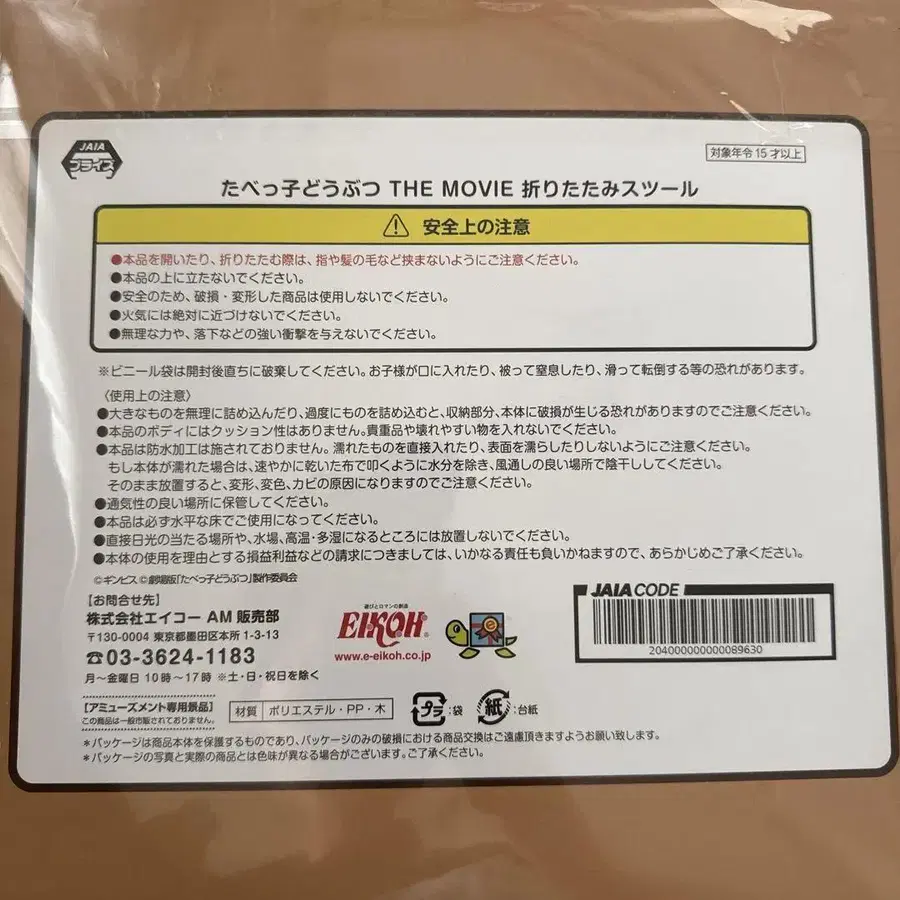 JAIA
プライズ
対象年令15才以上
たべっ子どうぶつ THE MOVIE 折りたたみスツール
安全上の注意
●本品を開いたり、折りたたむ際は、指や髪の毛など挟まないようにご注意ください。
●本品の上に立たないでください。
●安全のため、破損・変形した商品は使用しないでください。
●火気には絶対に近づけないでください。
●無理な力や、落下などの強い衝撃を与えないでください。
※ビニール袋は開封後直ちに破棄してください。お子様が口に入れたり、被って窒息したり、滑って転倒する等の恐れがあります。
〈使用上の注意〉
●大きなものを無理に詰め込んだり、過度にものを詰め込むと、収納部分、本体に破損が生じる恐れがありますのでご注意ください。
●本品のボディにはクッション性はありません。貴重品や壊れやすい物を入れないでください。
●本品は防水加工は施されておりません。濡れたものを直接入れたり、表面を濡らしたりしないようにご注意ください。
もし本体が濡れた場合は、速やかに乾いた布で叩くように水分を除き、風通しの良い場所で陰干ししてください。
そのまま放置すると、変形、変色、カビの原因になりますのでご注意ください。
●通気性の良い場所に保管してください。
●本品は必ず水平な床でご使用になってください。
●直接日光の当たる場所や、水場、高温・多湿になるところには放置しないでください。
●本体の使用を理由とする損益利益などの請求につきましては、いかなる責任も負いかねますので、あらかじめご了承ください。
©ギンビス ©劇場版「たべっ子どうぶつ」製作委員会
【お問合せ先】
株式会社エイコー AM 販売部
〒130-0004 東京都墨田区本所 1-3-13
☎03-3624-1183
月〜金曜日 10時〜17時 ※土・日・祝日を除く
遊びとロマンの創造
EIKOH®
www.e-eikoh.co.jp
JAIA CODE
204000000000089630
【アミューズメント専用景品】
この商品は一般市販されておりません。
材質 ポリエステル・PP・木
プラ :袋
紙 :台紙
*パッケージは商品本体を保護するものであり、パッケージのみの破損における商品交換はご遠慮頂きますようお願い致します。
*パッケージの写真と実際の商品とは色味が異なる場合がございます。ご了承ください。